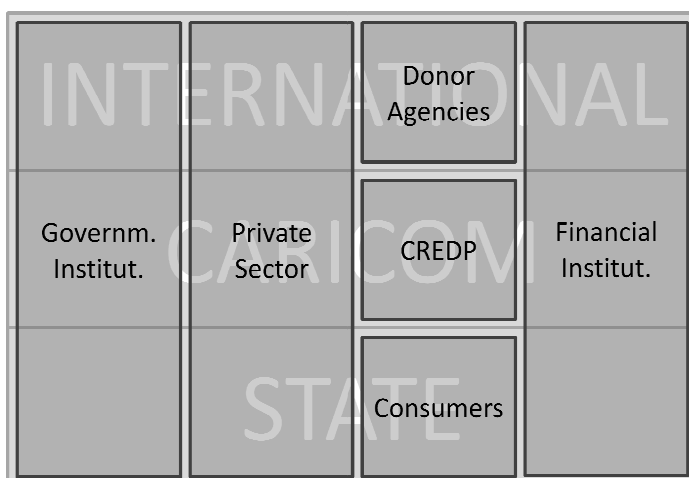 INTERNATIONAL
Donor
Agencies
CARICOM
Governm.
Institut.
Private
Sector
CREDP
Financial
Institut.
STATE
Consumers